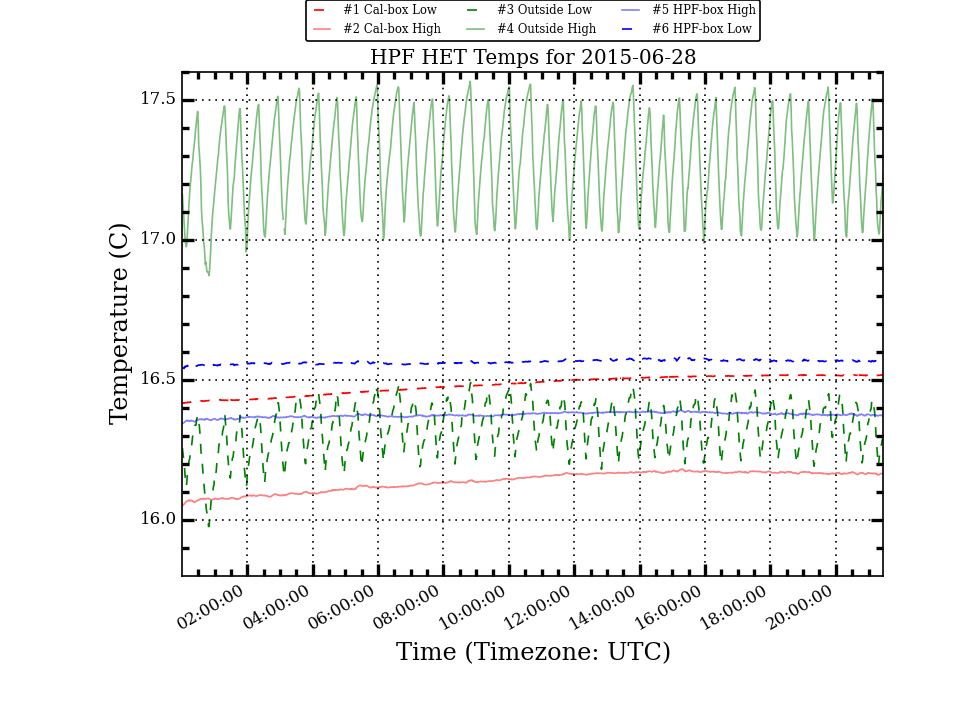 #1 Cal-box Low #3 Outside Low #5 HPF-box High
#2 Cal-box High #4 Outside High #6 HPF-box Low
HPF HET Temps for 2015-06-28
17.5
17.0
16.5
16.0
Temperature (C)
02:00:00 04:00:00 06:00:00 08:00:00 10:00:00 12:00:00 14:00:00 16:00:00 18:00:00 20:00:00
Time (Timezone: UTC)